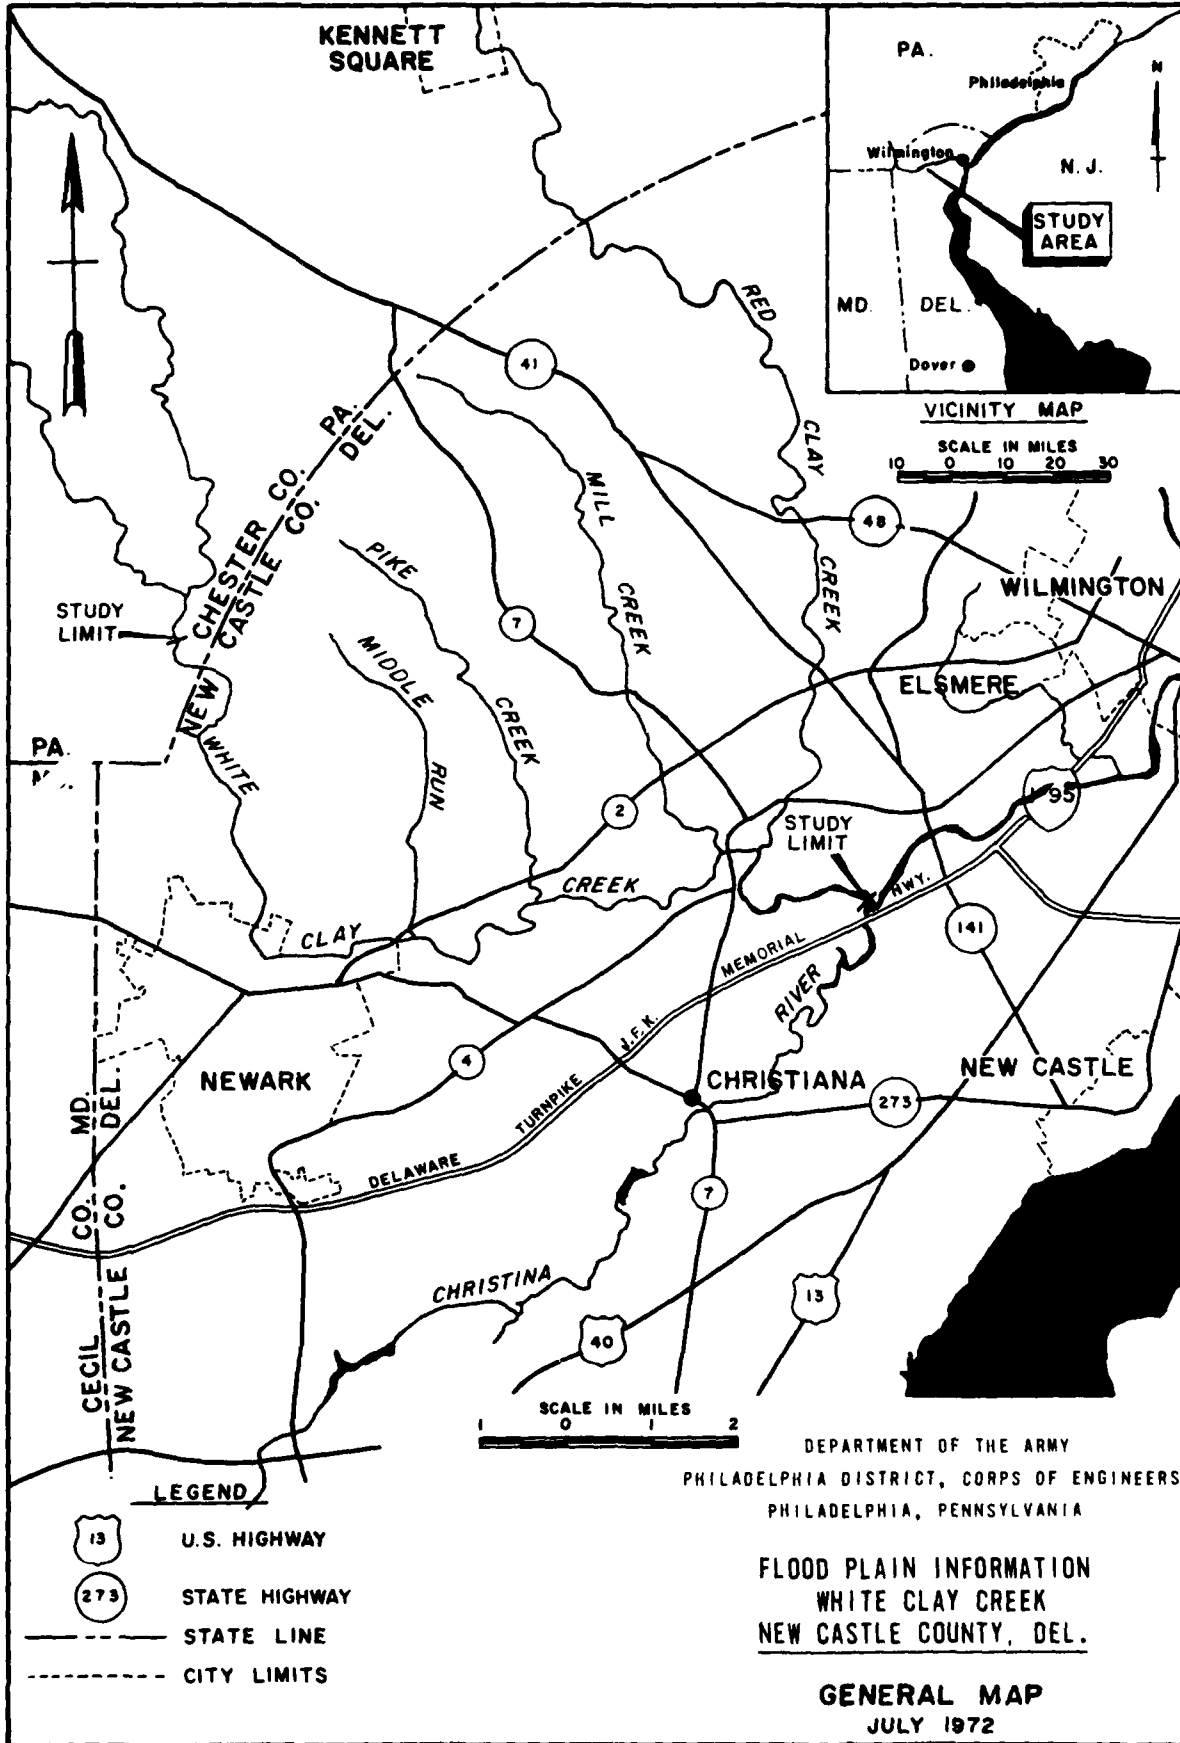 KENNETT
SQUARE
PA.
Philadelphia
N
Wilmington
N. J.
STUDY
AREA
MD.
DEL.
Dover
VICINITY MAP
SCALE IN MILES
10 0 10 20 30
RED
CLAY
CREEK
41
PA.
DEL.
CHESTER CO.
NEW CASTLE CO.
MILL
CREEK
48
PIKE
CREEK
STUDY
LIMIT
7
MIDDLE
RUN
WILMINGTON
ELSMERE
WHITE
CLAY
CREEK
PA.
2
I-95
STUDY
LIMIT
141
DELAWARE
TURNPIKE
J.F.K.
MEMORIAL
HWY.
RIVER
4
NEWARK
CHRISTIANA
NEW CASTLE
273
MD.
DEL.
7
CECIL CO.
NEW CASTLE CO.
CHRISTINA
13
40
SCALE IN MILES
1 0 1 2
LEGEND
13 U.S. HIGHWAY
273 STATE HIGHWAY
STATE LINE
CITY LIMITS
DEPARTMENT OF THE ARMY
PHILADELPHIA DISTRICT, CORPS OF ENGINEERS
PHILADELPHIA, PENNSYLVANIA
FLOOD PLAIN INFORMATION
WHITE CLAY CREEK
NEW CASTLE COUNTY, DEL.
GENERAL MAP
JULY 1972